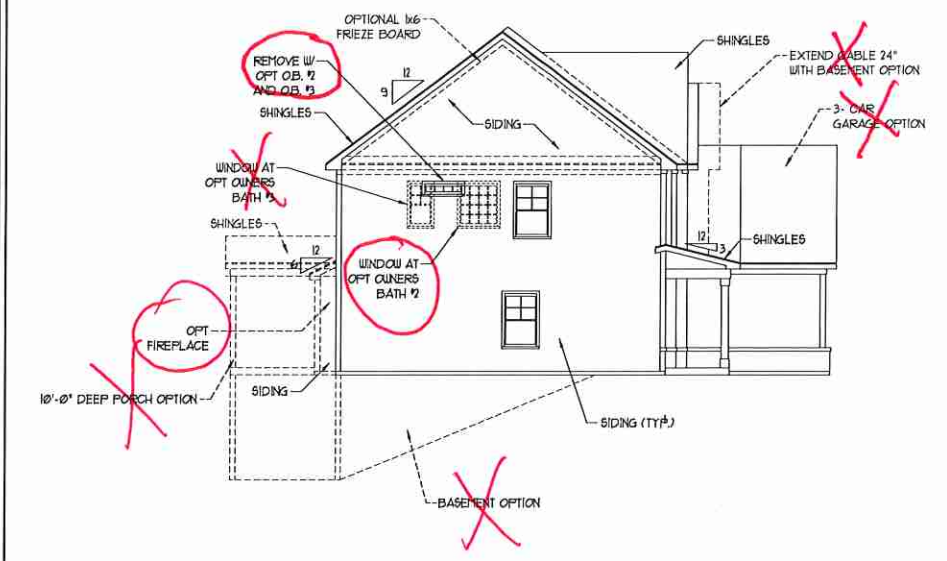 OPTIONAL 1x6
FRIEZE BOARD
SHINGLES
REMOVE W/
OPT O.B. #2
AND O.B. #3
12
9
EXTEND GABLE 24"
WITH BASEMENT OPTION
SHINGLES
SIDING
3- CAR
GARAGE OPTION
WINDOW AT
OPT OWNERS
BATH #3
SHINGLES
12
6
12
3
SHINGLES
WINDOW AT
OPT OWNERS
BATH #2
OPT
FIREPLACE
SIDING
10'-0" DEEP PORCH OPTION
SIDING (TYP.)
BASEMENT OPTION